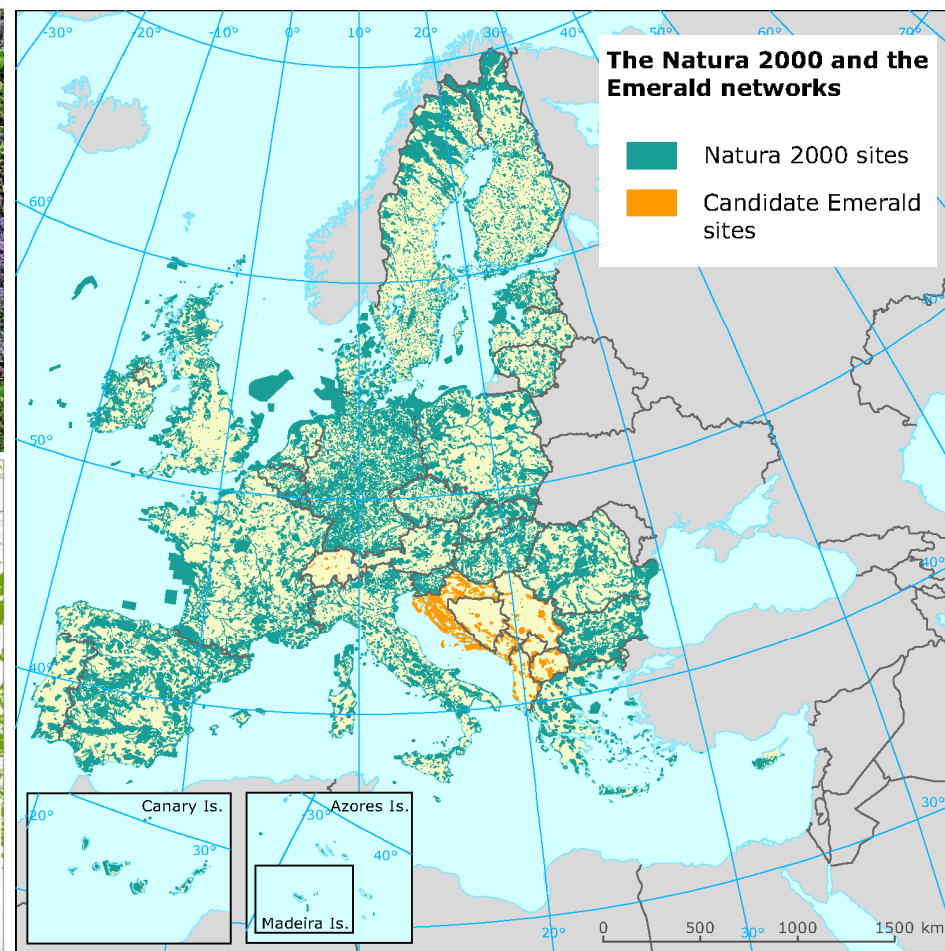 -30°
-20°
-10°
0°
10°
20°
30°
40°
50°
60°
70°
The Natura 2000 and the
Emerald networks
Natura 2000 sites
Candidate Emerald
sites
60°
50°
50°
40°
40°
30°
Canary Is.
-20°
30°
Azores Is.
-30°
40°
Madeira Is.
20°
30°
0 500 1000 1500 km